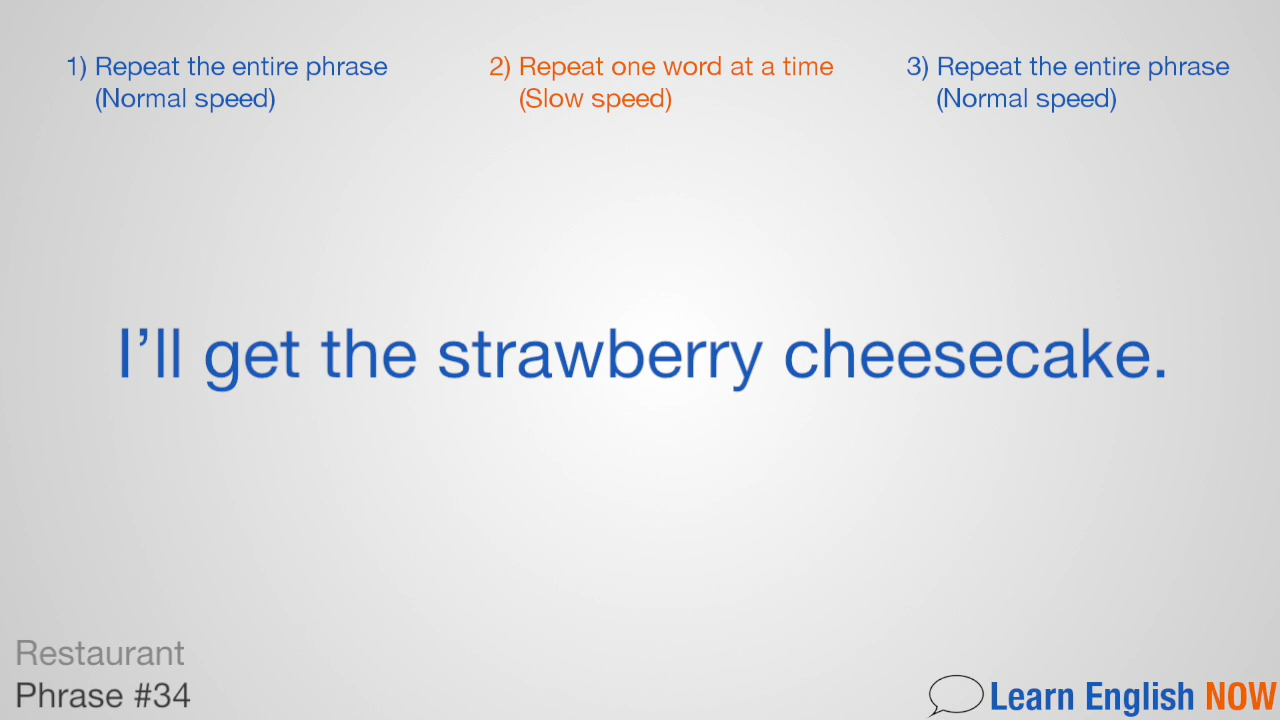 1) Repeat the entire phrase
(Normal speed)
2) Repeat one word at a time
(Slow speed)
3) Repeat the entire phrase
(Normal speed)
I’ll get the strawberry cheesecake.
Restaurant
Phrase #34
Learn English NOW